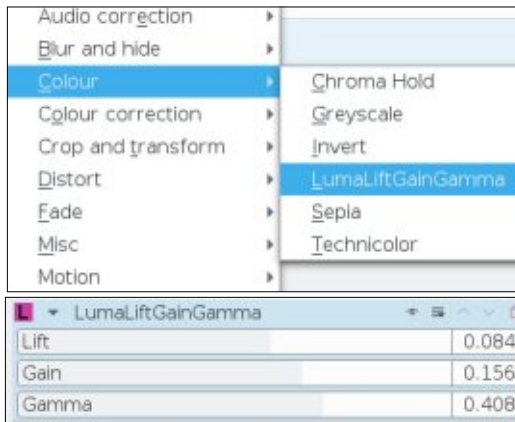 Audio correction
Blur and hide
Colour
Chroma Hold
Colour correction
Greyscale
Crop and transform
Invert
Distort
LumaLiftGainGamma
Fade
Sepia
Misc
Technicolor
Motion
L LumaLiftGainGamma
Lift 0.084
Gain 0.156
Gamma 0.408